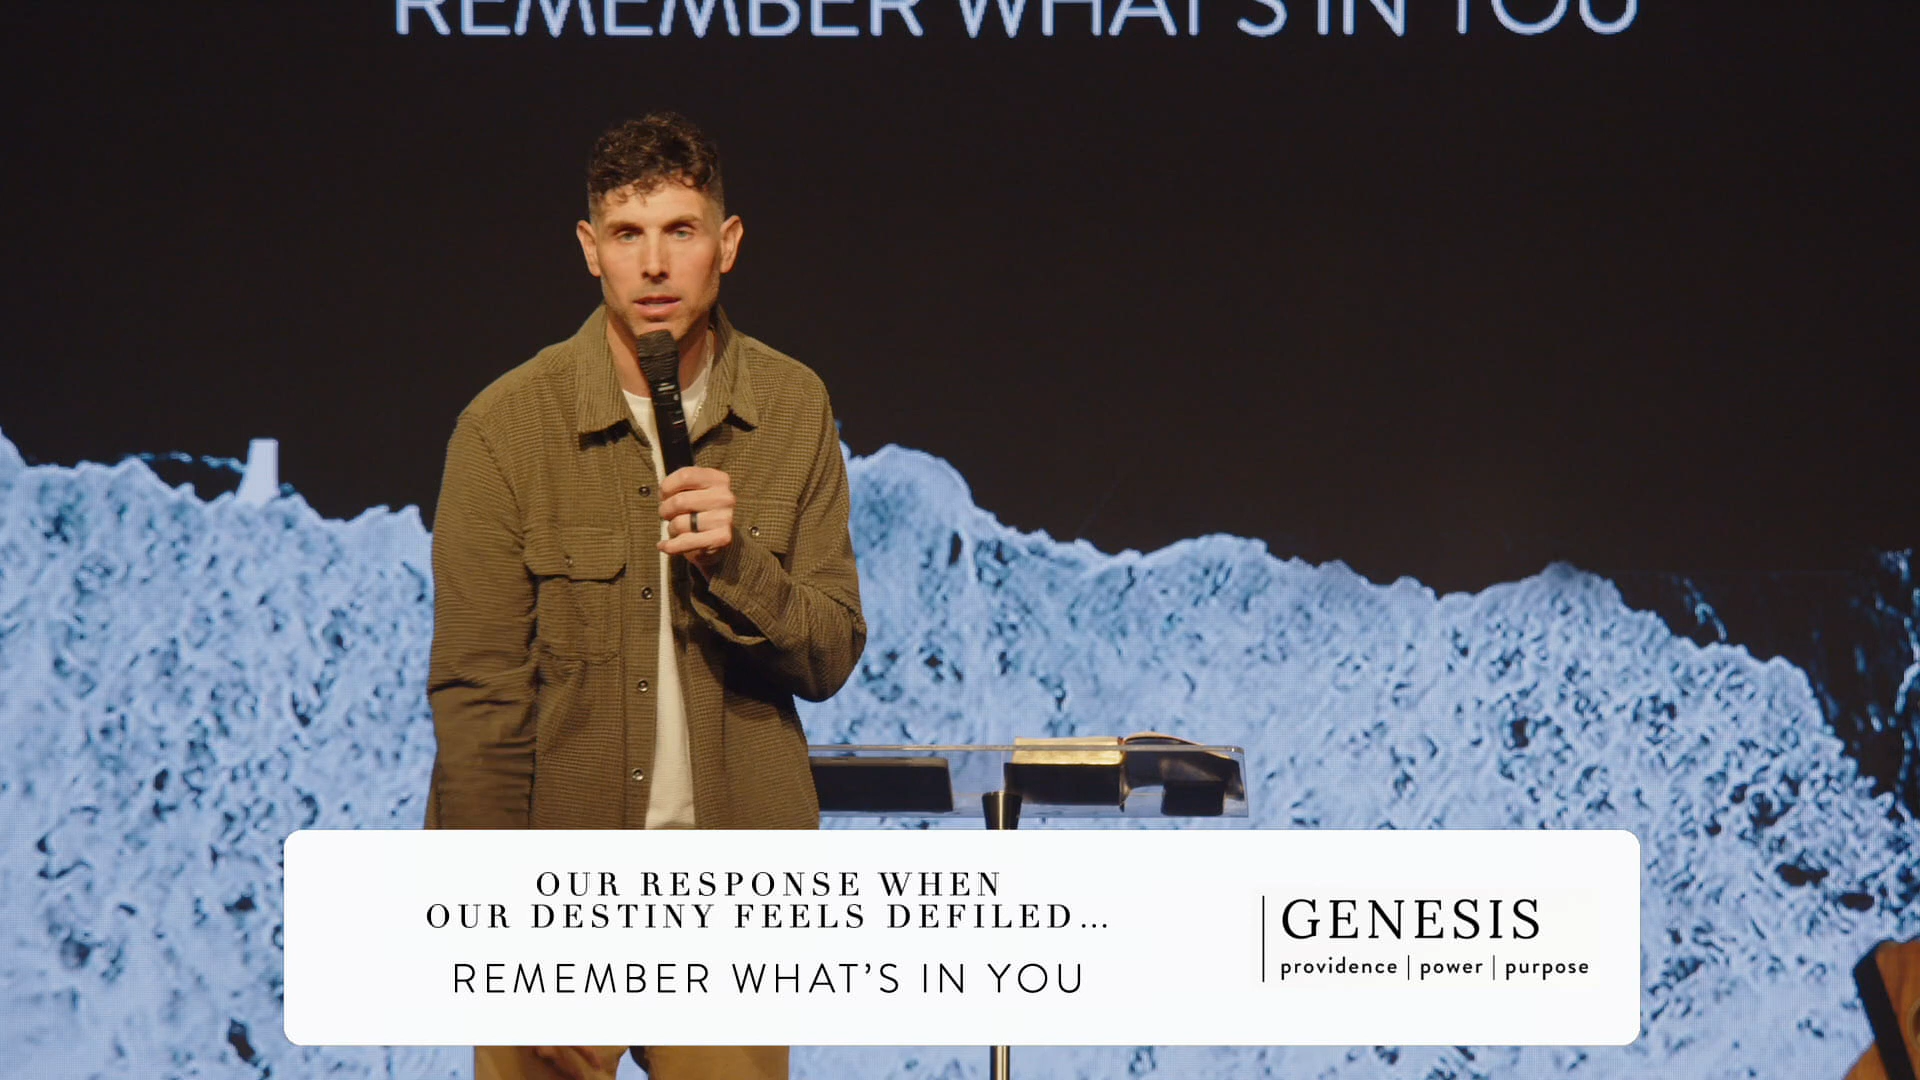 REMEMBER WHAT'S IN YOU
OUR RESPONSE WHEN
OUR DESTINY FEELS DEFILED...
REMEMBER WHAT'S IN YOU
GENESIS
providence | power | purpose